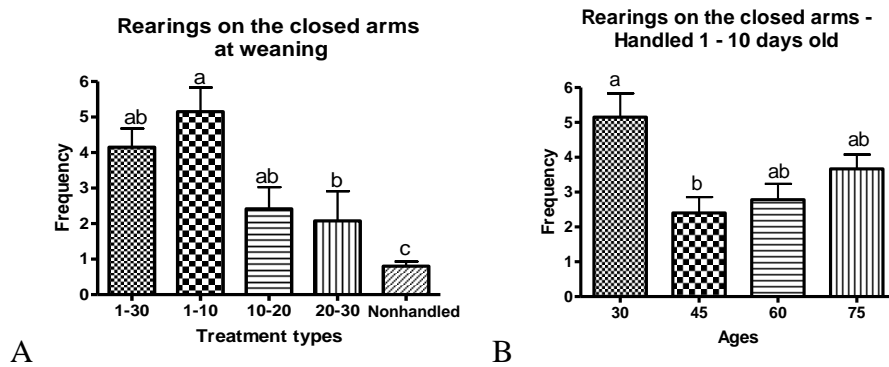 Rearings on the closed arms
at weaning
Frequency
6
5
4
3
2
1
0
ab
a
ab
b
c
1-30 1-10 10-20 20-30 Nonhandled
Treatment types
A
Rearings on the closed arms -
Handled 1 - 10 days old
Frequency
6
5
4
3
2
1
0
a
b
ab
ab
30 45 60 75
Ages
B